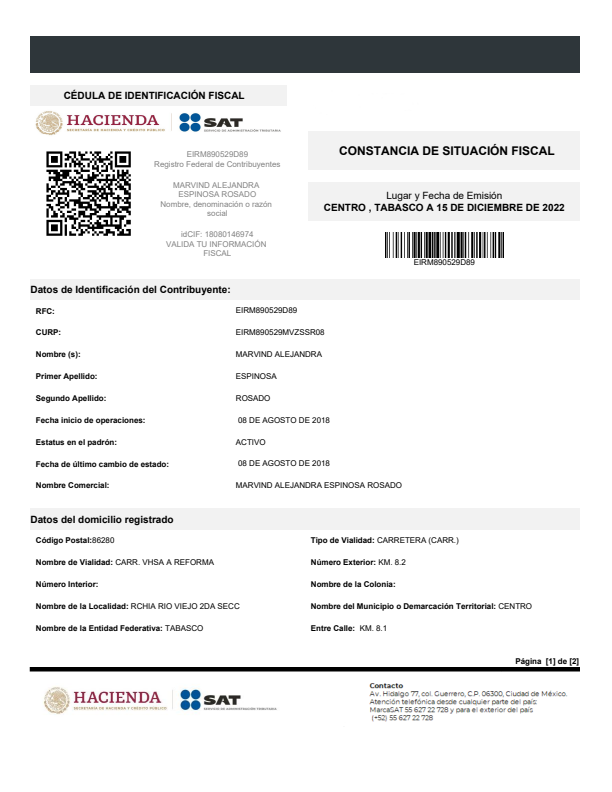 CÉDULA DE IDENTIFICACIÓN FISCAL
HACIENDA
SECRETARÍA DE HACIENDA Y CRÉDITO PÚBLICO
SAT
SERVICIO DE ADMINISTRACIÓN TRIBUTARIA
EIRM890529D89
Registro Federal de Contribuyentes
MARVIND ALEJANDRA
ESPINOSA ROSADO
Nombre, denominación o razón
social
idCIF: 18080146974
VALIDA TU INFORMACIÓN
FISCAL
CONSTANCIA DE SITUACIÓN FISCAL
Lugar y Fecha de Emisión
CENTRO , TABASCO A 15 DE DICIEMBRE DE 2022
EIRM890529D89
Datos de Identificación del Contribuyente:
RFC: EIRM890529D89
CURP: EIRM890529MVZSSR08
Nombre (s): MARVIND ALEJANDRA
Primer Apellido: ESPINOSA
Segundo Apellido: ROSADO
Fecha inicio de operaciones: 08 DE AGOSTO DE 2018
Estatus en el padrón: ACTIVO
Fecha de último cambio de estado: 08 DE AGOSTO DE 2018
Nombre Comercial: MARVIND ALEJANDRA ESPINOSA ROSADO
Datos del domicilio registrado
Código Postal:86280 Tipo de Vialidad: CARRETERA (CARR.)
Nombre de Vialidad: CARR. VHSA A REFORMA Número Exterior: KM. 8.2
Número Interior: Nombre de la Colonia:
Nombre de la Localidad: RCHIA RIO VIEJO 2DA SECC Nombre del Municipio o Demarcación Territorial: CENTRO
Nombre de la Entidad Federativa: TABASCO Entre Calle: KM. 8.1
Página [1] de [2]
HACIENDA
SECRETARÍA DE HACIENDA Y CRÉDITO PÚBLICO
SAT
SERVICIO DE ADMINISTRACIÓN TRIBUTARIA
Contacto
Av. Hidalgo 77, col. Guerrero, C.P. 06300, Ciudad de México.
Atención telefónica desde cualquier parte del país:
MarcaSAT 55 627 22 728 y para el exterior del país
(+52) 55 627 22 728